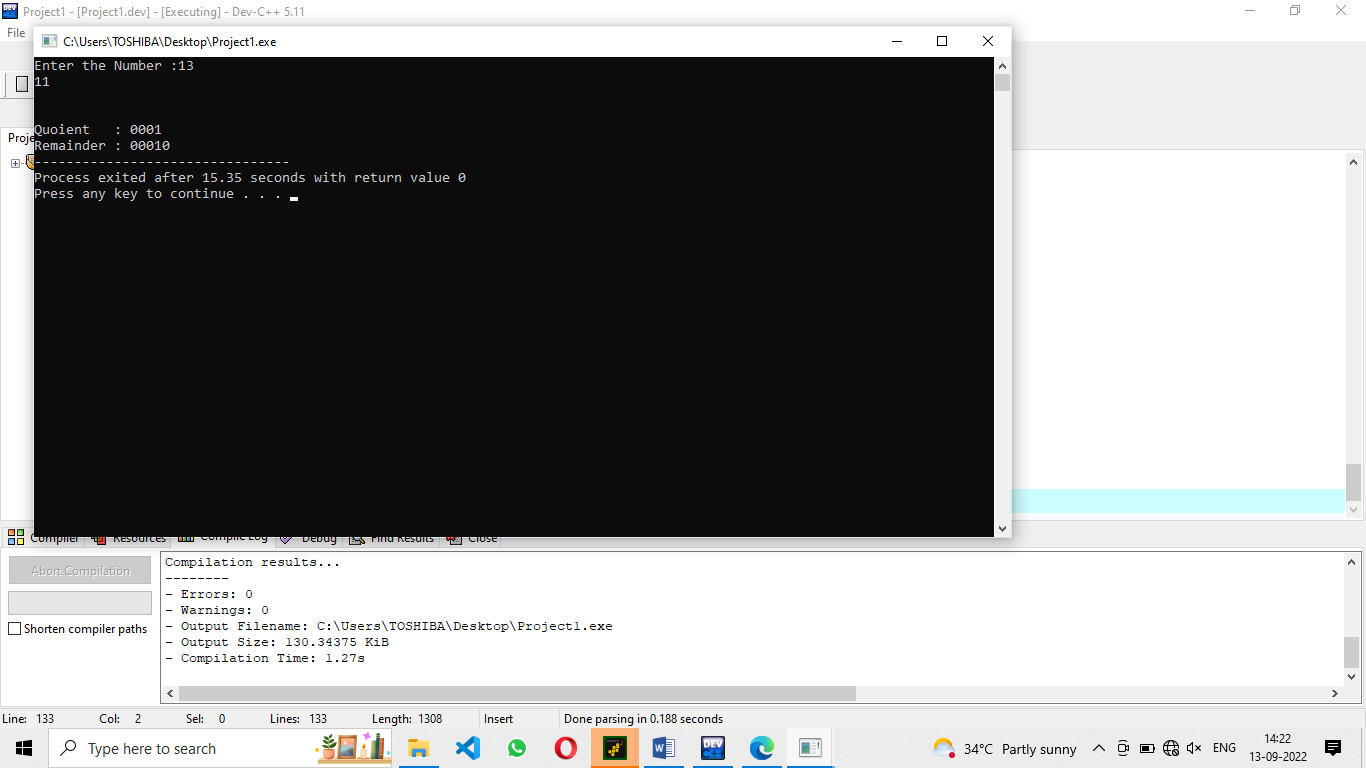 Project1 - [Project1.dev] - [Executing] - Dev-C++ 5.11
File
C:\Users\TOSHIBA\Desktop\Project1.exe
Enter the Number :13
11
Quoient   : 0001
Remainder : 00010
--------------------------------
Process exited after 15.35 seconds with return value 0
Press any key to continue . . .
Proje
Compiler Resources Compile Log Debug Find Results Close
Abort Compilation
Shorten compiler paths
Compilation results...
--------
- Errors: 0
- Warnings: 0
- Output Filename: C:\Users\TOSHIBA\Desktop\Project1.exe
- Output Size: 130.34375 KiB
- Compilation Time: 1.27s
Line: 133 Col: 2 Sel: 0 Lines: 133 Length: 1308 Insert Done parsing in 0.188 seconds
Type here to search
DEV
34°C Partly sunny
ENG
14:22
13-09-2022